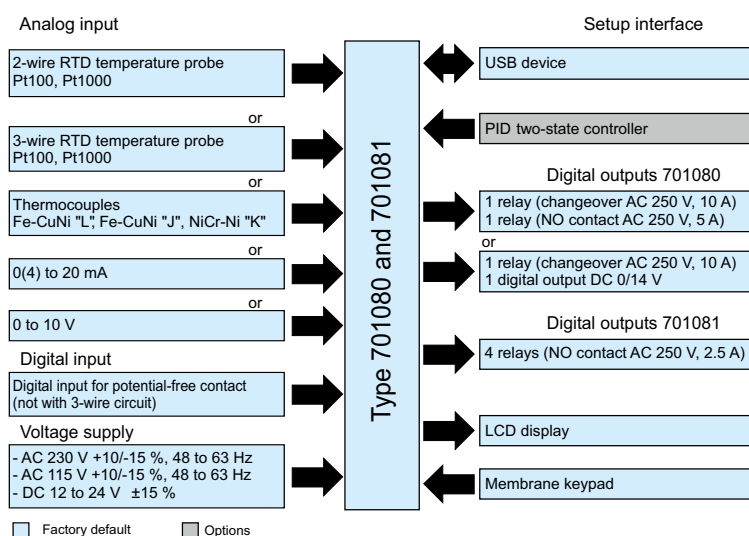 Analog input
2-wire RTD temperature probe
Pt100, Pt1000
or
3-wire RTD temperature probe
Pt100, Pt1000
or
Thermocouples
Fe-CuNi "L", Fe-CuNi "J", NiCr-Ni "K"
or
0(4) to 20 mA
or
0 to 10 V
Digital input
Digital input for potential-free contact
(not with 3-wire circuit)
Voltage supply
- AC 230 V +10/-15 %, 48 to 63 Hz
- AC 115 V +10/-15 %, 48 to 63 Hz
- DC 12 to 24 V ±15 %
Type 701080 and 701081
Setup interface
USB device
PID two-state controller
Digital outputs 701080
1 relay (changeover AC 250 V, 10 A)
1 relay (NO contact AC 250 V, 5 A)
or
1 relay (changeover AC 250 V, 10 A)
1 digital output DC 0/14 V
Digital outputs 701081
4 relays (NO contact AC 250 V, 2.5 A)
LCD display
Membrane keypad
Factory default
Options